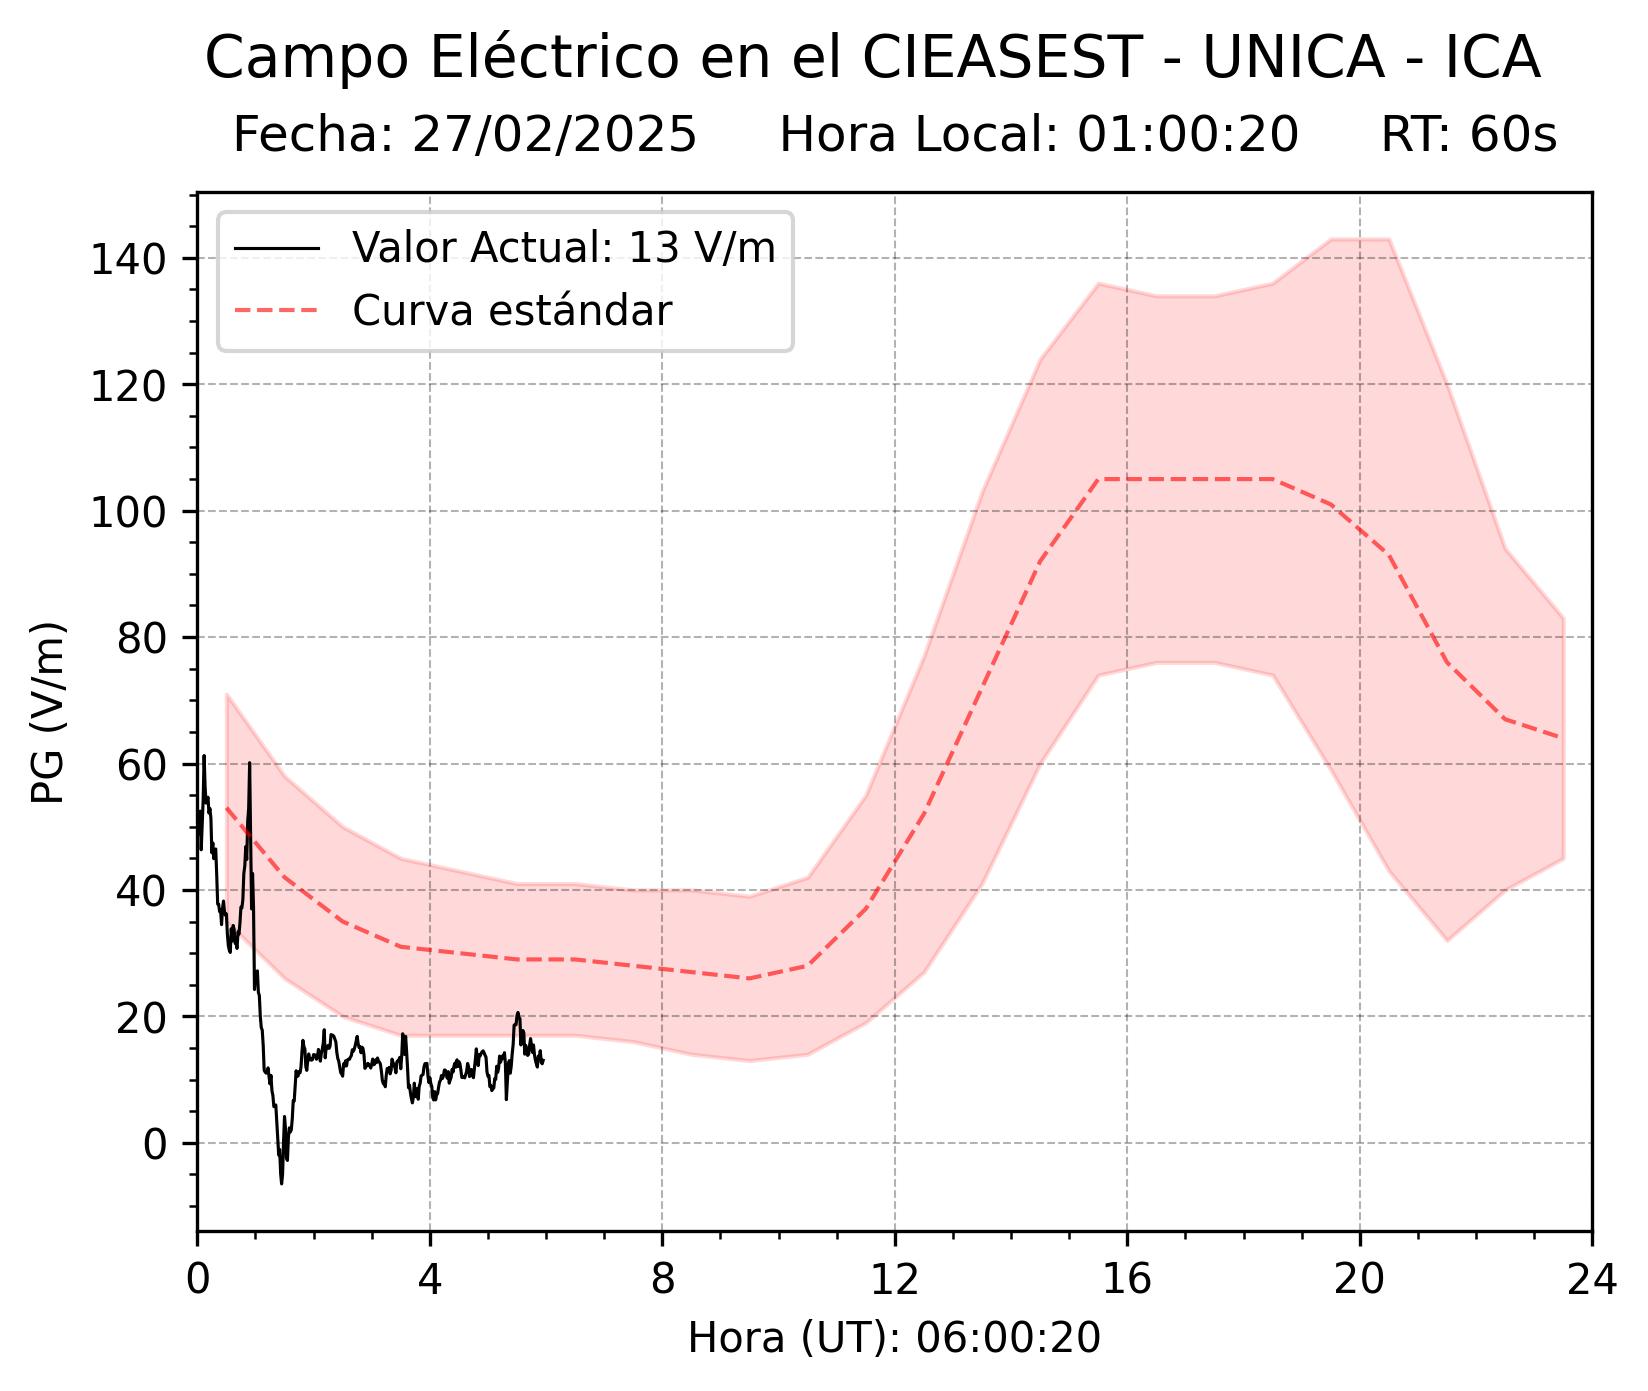 Campo Eléctrico en el CIEASEST - UNICA - ICA
Fecha: 27/02/2025 Hora Local: 01:00:20 RT: 60s
Valor Actual: 13 V/m
Curva estándar
140
120
100
80
60
40
20
0
PG (V/m)
0 4 8 12 16 20 24
Hora (UT): 06:00:20